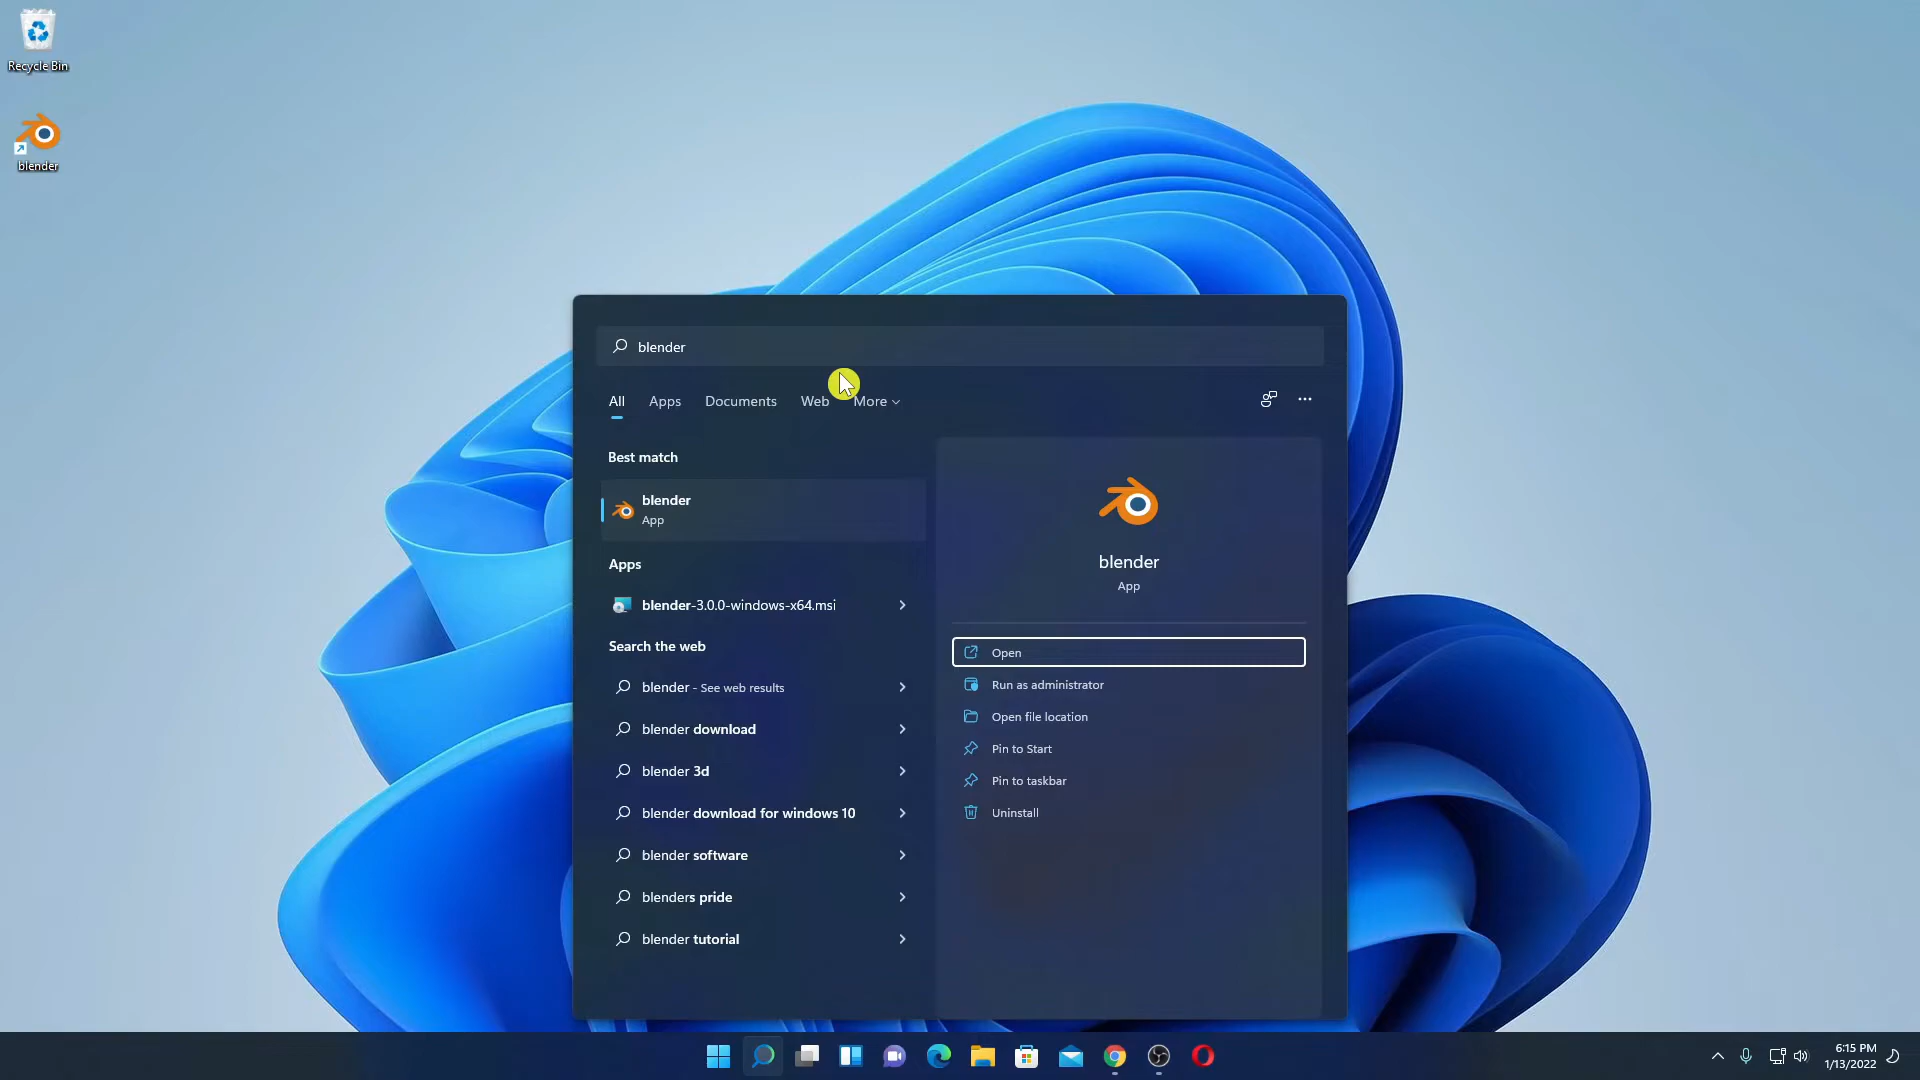 Recycle Bin
blender
blender
All Apps Documents Web More
Best match
blender
App
Apps
blender-3.0.0-windows-x64.msi
Search the web
blender - See web results
blender download
blender 3d
blender download for windows 10
blender software
blenders pride
blender tutorial
blender
App
Open
Run as administrator
Open file location
Pin to Start
Pin to taskbar
Uninstall
6:15 PM
1/13/2022